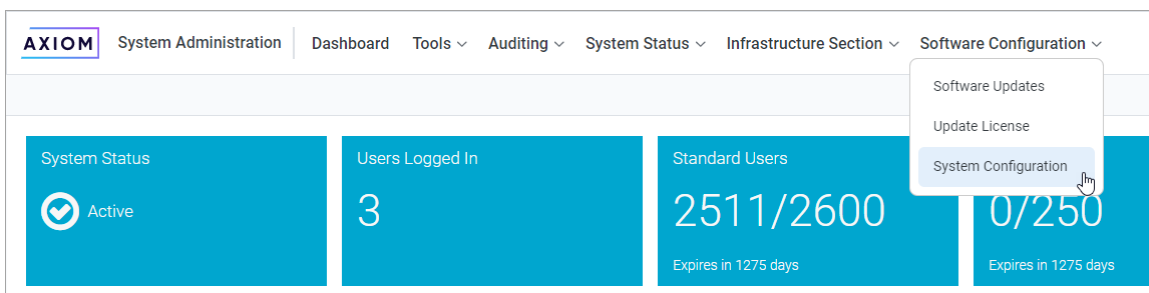 AXIOM System Administration Dashboard Tools Auditing System Status Infrastructure Section Software Configuration
Software Updates
Update License
System Configuration
System Status
Active
Users Logged In
3
Standard Users
2511/2600
Expires in 1275 days
0/250
Expires in 1275 days